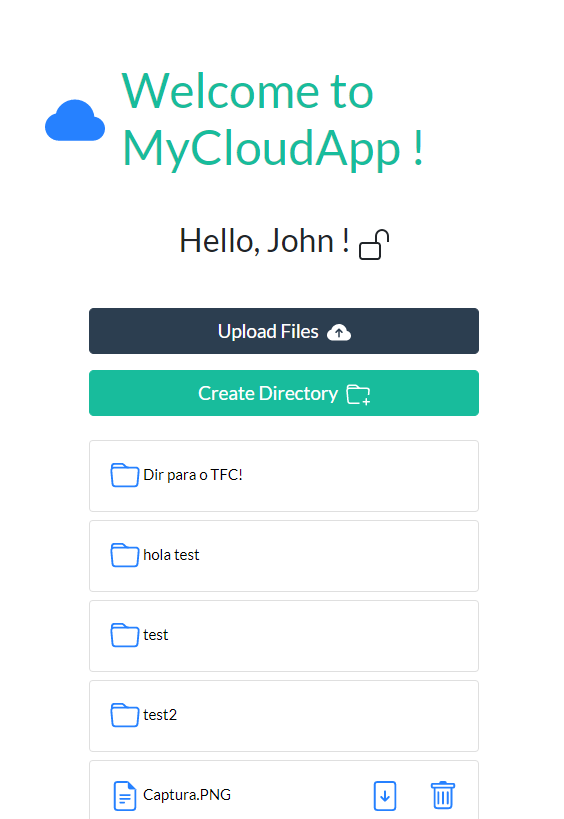 Welcome to
MyCloudApp !
Hello, John !
Upload Files
Create Directory
Dir para o TFC!
hola test
test
test2
Captura.PNG